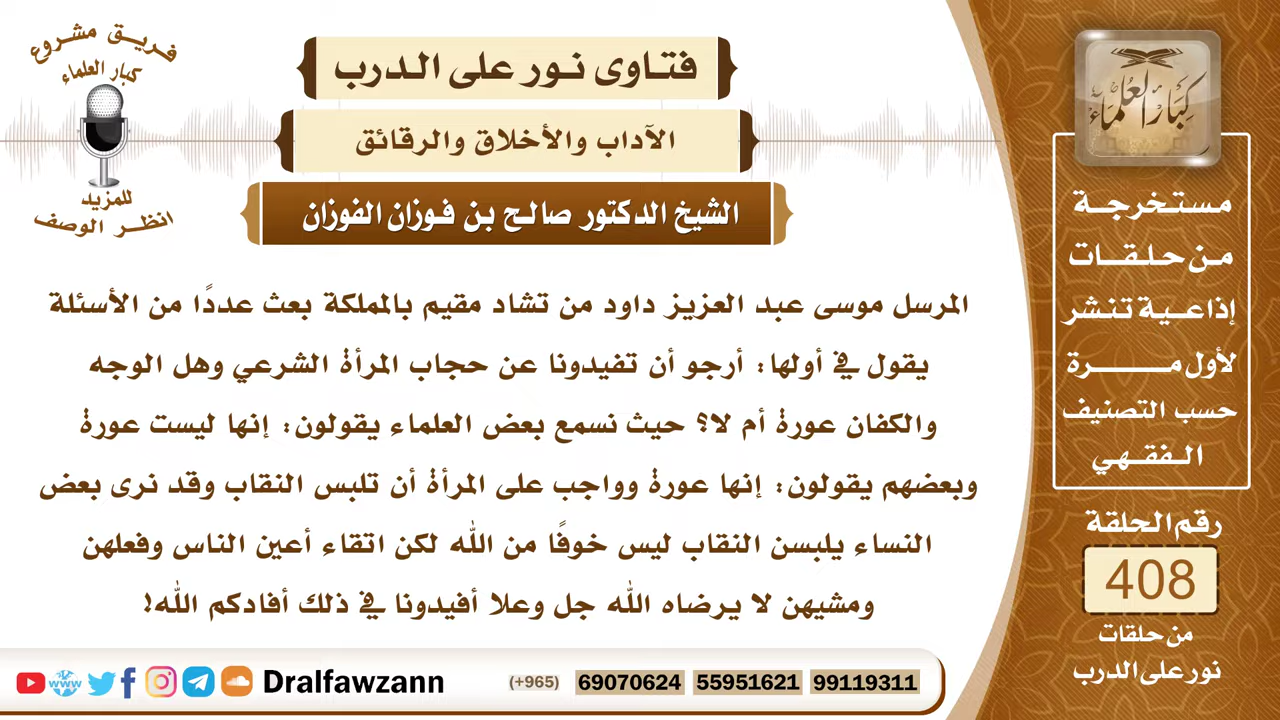 فريق مشروع
كبار العلماء
للمزيد
انظر الوصف
فتاوى نور على الدرب
الآداب والأخلاق والرقائق
الشيخ الدكتور صالح بن فوزان الفوزان
المرسل موسى عبد العزيز داود من تشاد مقيم بالمملكة بعث عددًا من الأسئلة
يقول في أولها: أرجو أن تفيدونا عن حجاب المرأة الشرعي وهل الوجه
والكفان عورة أم لا؟ حيث نسمع بعض العلماء يقولون: إنها ليست عورة
وبعضهم يقولون: إنها عورة وواجب على المرأة أن تلبس النقاب وقد نرى بعض
النساء يلبسن النقاب ليس خوفًا من الله لكن اتقاء أعين الناس وفعلهن
ومشيهن لا يرضاه الله جل وعلا أفيدونا في ذلك أفادكم الله!
كبار العلماء
مستخرجة
من حلقات
إذاعية تنشر
لأول مرة
حسب التصنيف
الفقهي
رقم الحلقة
408
من حلقات
نور على الدرب
www Dralfawzann (+965) 69070624 55951621 99119311